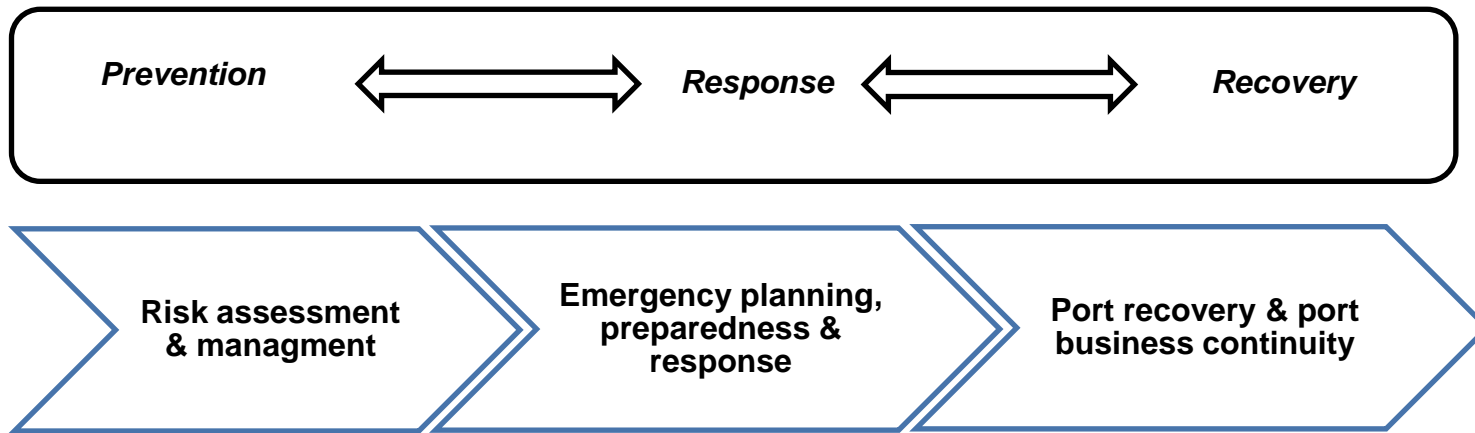 Prevention
Response
Recovery
Risk assessment
& managment
Emergency planning,
preparedness &
response
Port recovery & port
business continuity